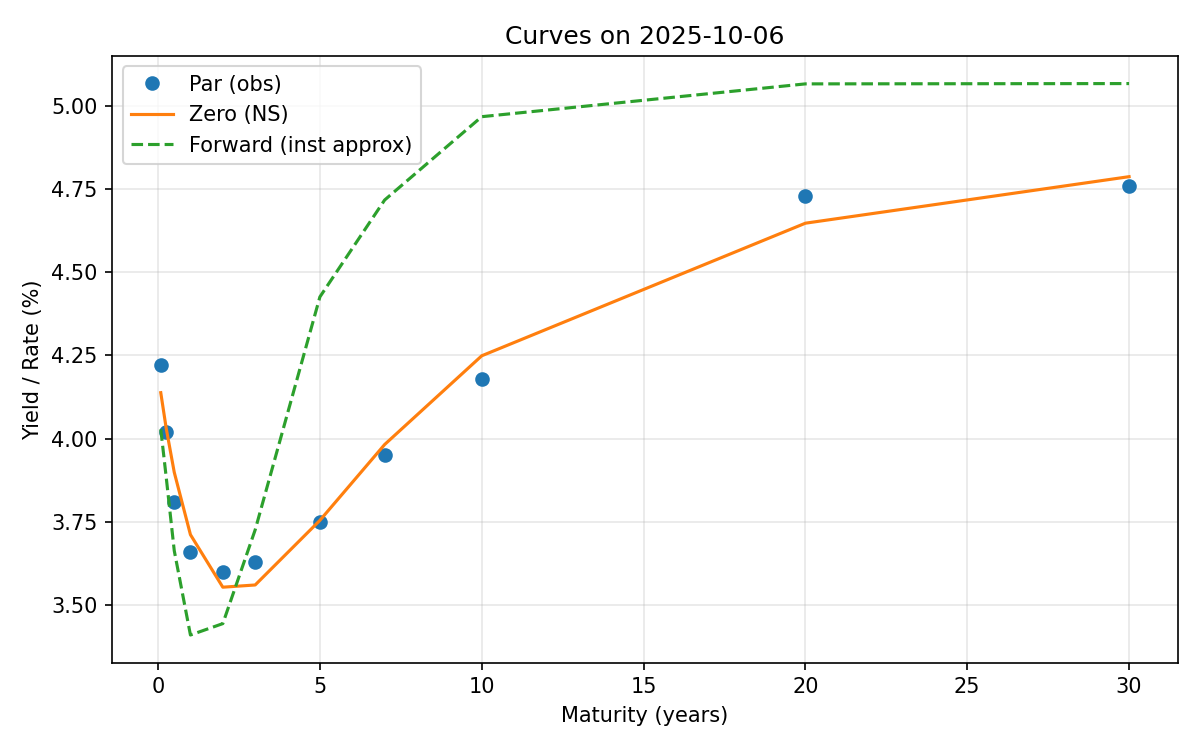 Curves on 2025-10-06
Par (obs)
Zero (NS)
Forward (inst approx)
Yield / Rate (%)
5.00
4.75
4.50
4.25
4.00
3.75
3.50
0 5 10 15 20 25 30
Maturity (years)